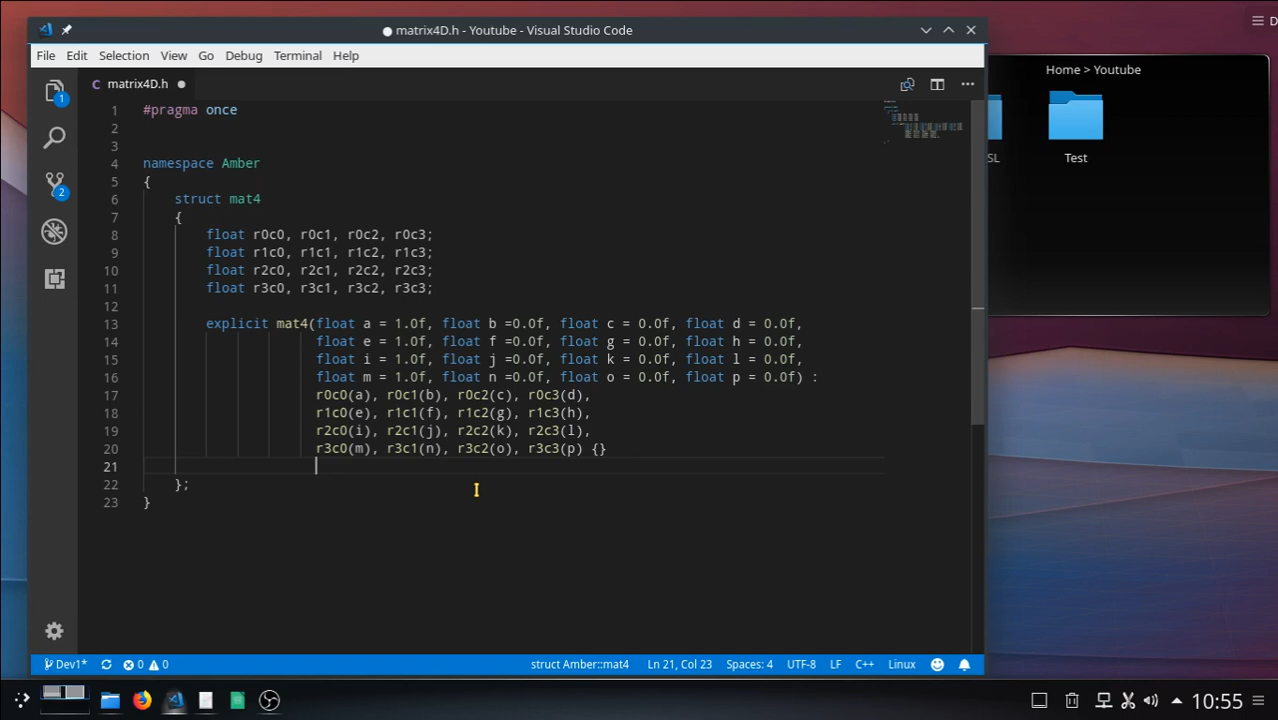 matrix4D.h - Youtube - Visual Studio Code
File Edit Selection View Go Debug Terminal Help
C matrix4D.h
1 #pragma once
2
3
4 namespace Amber
5 {
6 struct mat4
7 {
8 float r0c0, r0c1, r0c2, r0c3;
9 float r1c0, r1c1, r1c2, r1c3;
10 float r2c0, r2c1, r2c2, r2c3;
11 float r3c0, r3c1, r3c2, r3c3;
12
13 explicit mat4(float a = 1.0f, float b =0.0f, float c = 0.0f, float d = 0.0f,
14 float e = 1.0f, float f =0.0f, float g = 0.0f, float h = 0.0f,
15 float i = 1.0f, float j =0.0f, float k = 0.0f, float l = 0.0f,
16 float m = 1.0f, float n =0.0f, float o = 0.0f, float p = 0.0f) :
17 r0c0(a), r0c1(b), r0c2(c), r0c3(d),
18 r1c0(e), r1c1(f), r1c2(g), r1c3(h),
19 r2c0(i), r2c1(j), r2c2(k), r2c3(l),
20 r3c0(m), r3c1(n), r3c2(o), r3c3(p) {}
21
22 };
23 }
1
2
Dev1* 0 0 struct Amber::mat4 Ln 21, Col 23 Spaces: 4 UTF-8 LF C++ Linux
D
Home > Youtube
SL
Test
10:55